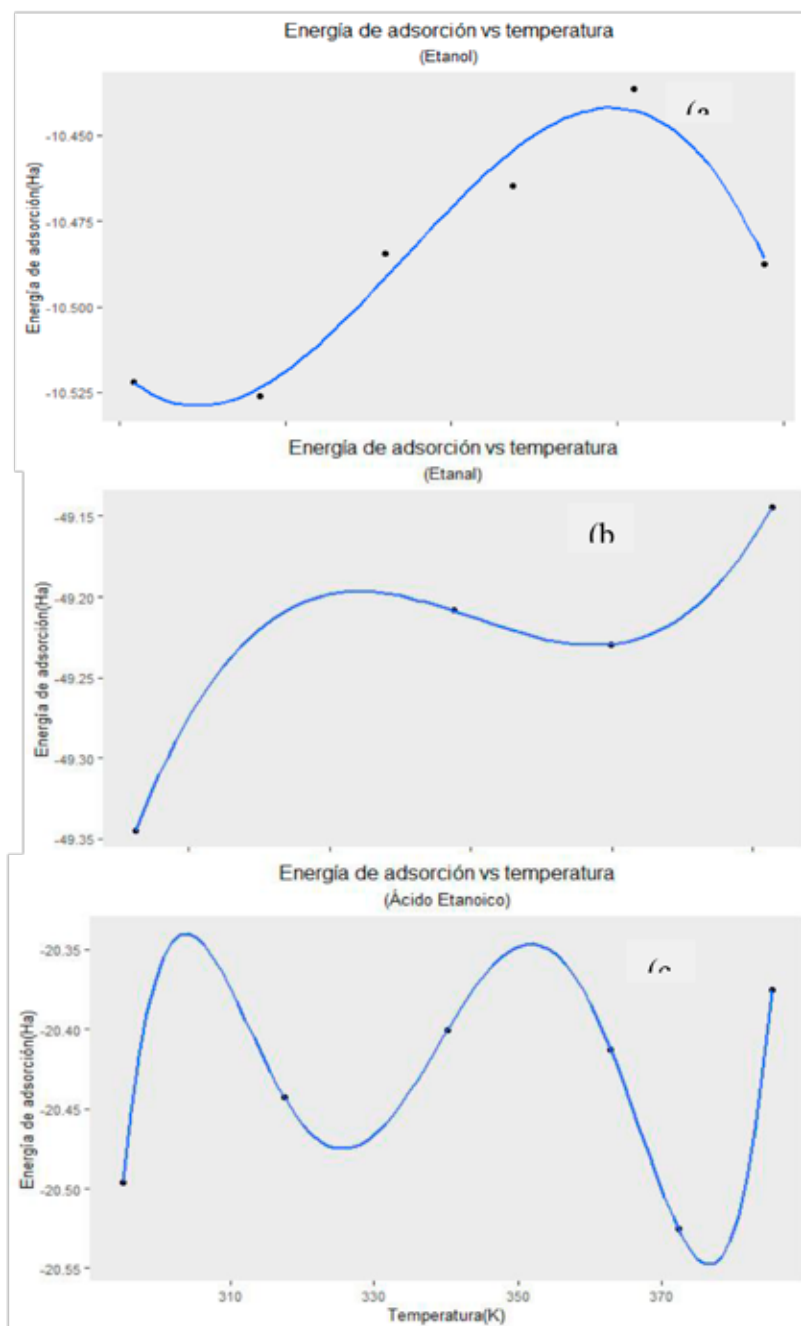 Energía de adsorción vs temperatura
(Etanol)
Energía de adsorción(Ha)
-10.450
-10.475
-10.500
-10.525
(a
Energía de adsorción vs temperatura
(Etanal)
Energía de adsorción(Ha)
-49.15
-49.20
-49.25
-49.30
-49.35
(b
Energía de adsorción vs temperatura
(Ácido Etanoico)
Energía de adsorción(Ha)
-20.35
-20.40
-20.45
-20.50
-20.55
(c
310 330 350 370
Temperatura(K)